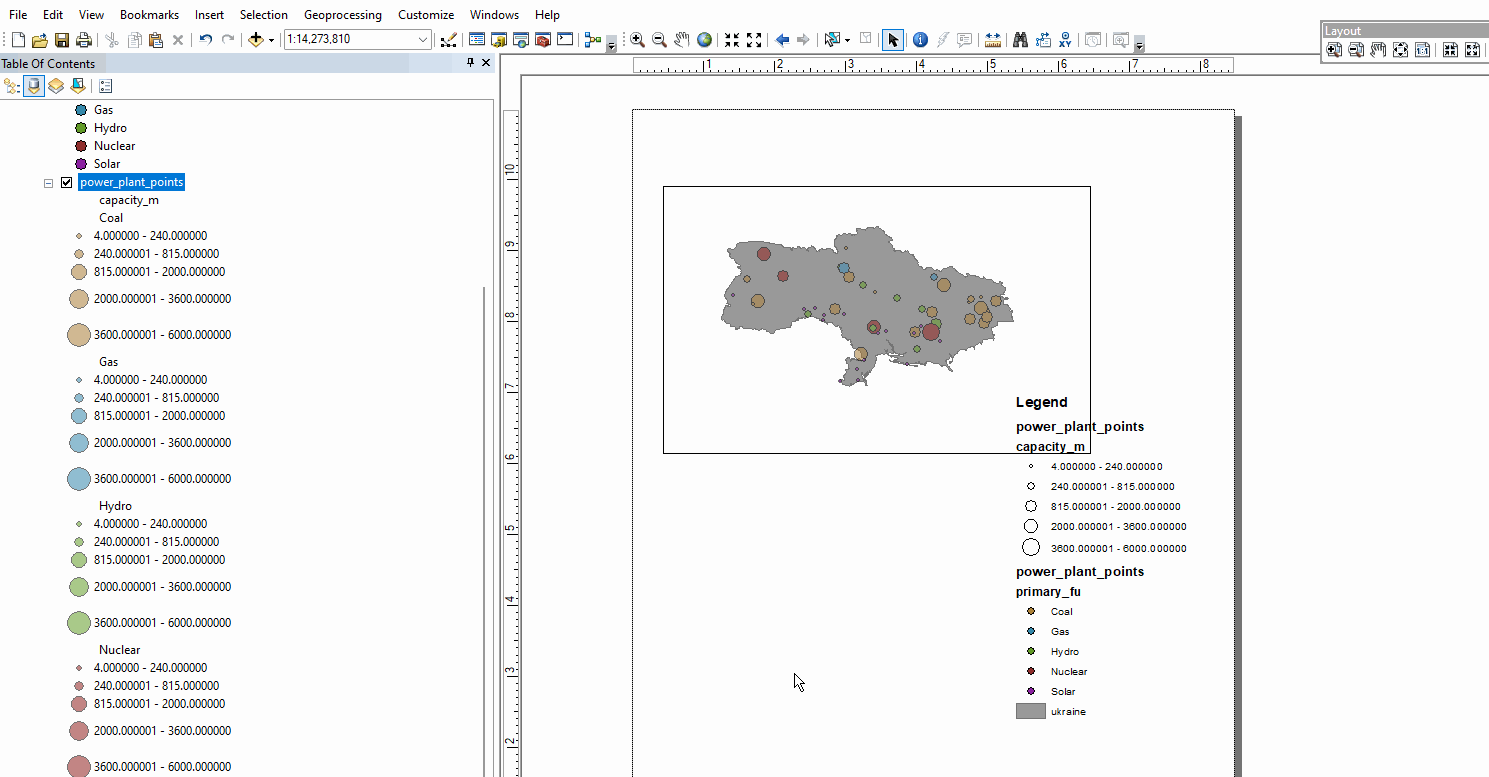 File Edit View Bookmarks Insert Selection Geoprocessing Customize Windows Help
1:14,273,810
Layout
1:1
Table Of Contents
Gas
Hydro
Nuclear
Solar
power_plant_points
capacity_m
Coal
4.000000 - 240.000000
240.000001 - 815.000000
815.000001 - 2000.000000
2000.000001 - 3600.000000
3600.000001 - 6000.000000
Gas
4.000000 - 240.000000
240.000001 - 815.000000
815.000001 - 2000.000000
2000.000001 - 3600.000000
3600.000001 - 6000.000000
Hydro
4.000000 - 240.000000
240.000001 - 815.000000
815.000001 - 2000.000000
2000.000001 - 3600.000000
3600.000001 - 6000.000000
Nuclear
4.000000 - 240.000000
240.000001 - 815.000000
815.000001 - 2000.000000
2000.000001 - 3600.000000
3600.000001 - 6000.000000
1 2 3 4 5 6 7 8
10
9
8
7
6
5
4
3
2
Legend
power_plant_points
capacity_m
4.000000 - 240.000000
240.000001 - 815.000000
815.000001 - 2000.000000
2000.000001 - 3600.000000
3600.000001 - 6000.000000
power_plant_points
primary_fu
Coal
Gas
Hydro
Nuclear
Solar
ukraine